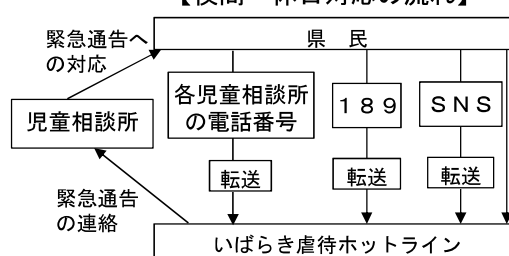 【夜間・休日対応の流れ】
県　民
緊急通告へ
の対応
各児童相談所
の電話番号
１８９
ＳＮＳ
児童相談所
転送
転送
転送
緊急通告
の連絡
いばらき虐待ホットライン